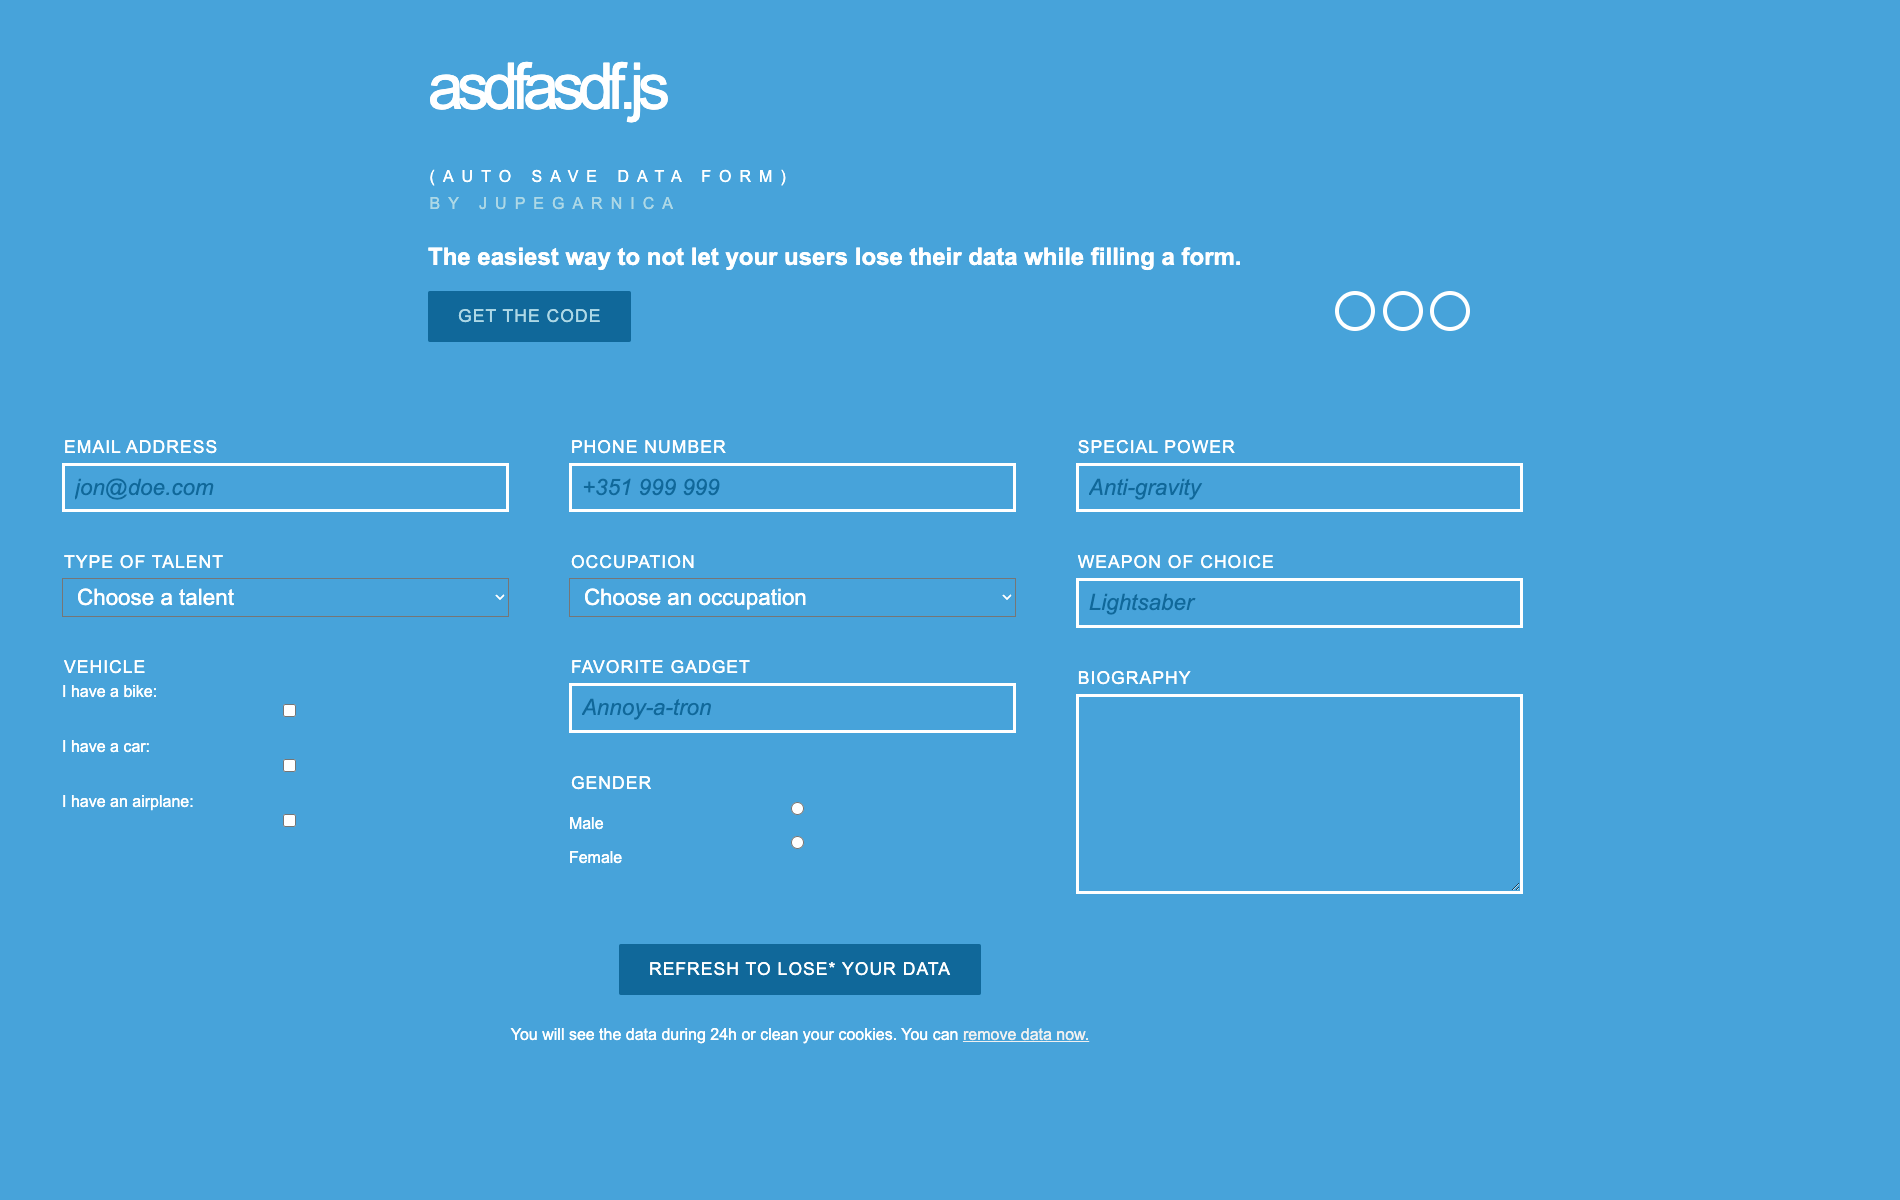 asdfasdf.js
(AUTO SAVE DATA FORM)
BY JUPEGARNICA
The easiest way to not let your users lose their data while filling a form.
GET THE CODE
EMAIL ADDRESS
jon@doe.com
TYPE OF TALENT
Choose a talent
VEHICLE
I have a bike:
I have a car:
I have an airplane:
PHONE NUMBER
+351 999 999
OCCUPATION
Choose an occupation
FAVORITE GADGET
Annoy-a-tron
GENDER
Male
Female
SPECIAL POWER
Anti-gravity
WEAPON OF CHOICE
Lightsaber
BIOGRAPHY
REFRESH TO LOSE* YOUR DATA
You will see the data during 24h or clean your cookies. You can remove data now.